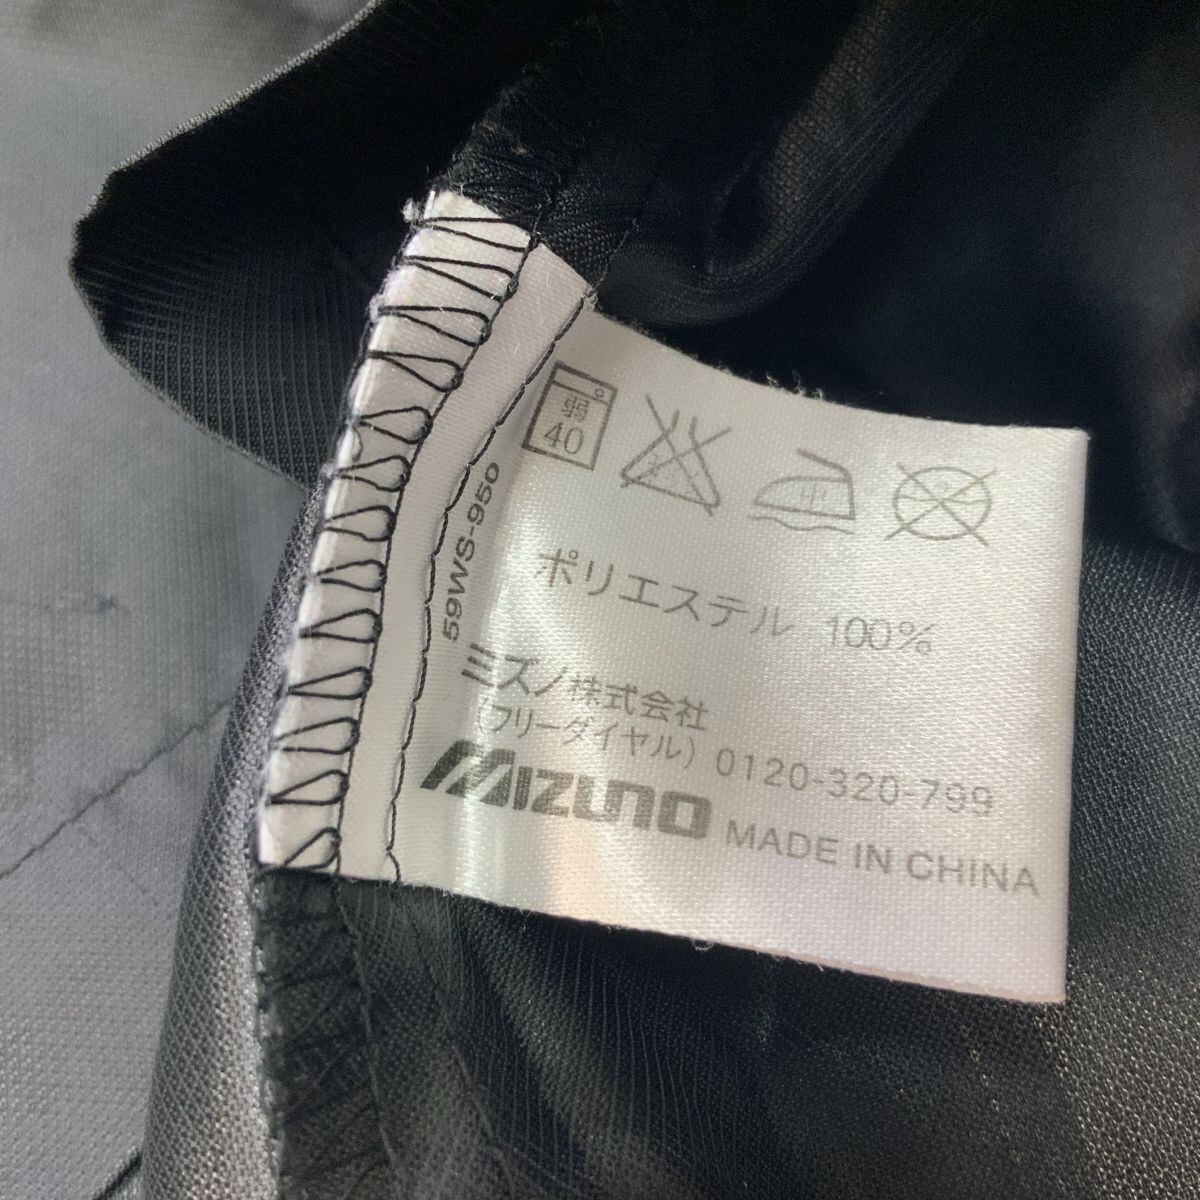 弱
40
59WS-950
ポリエステル 100%
ミズノ株式会社
(フリーダイヤル) 0120-320-799
MIZUNO MADE IN CHINA